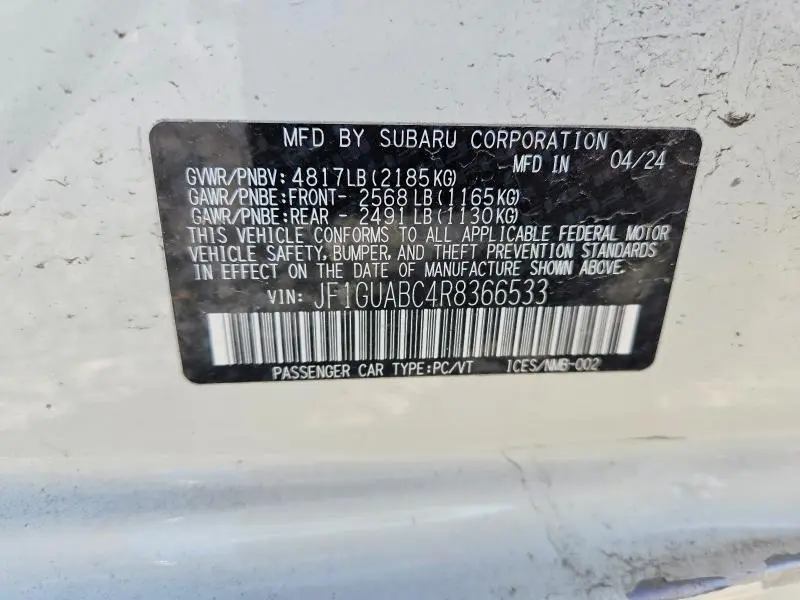 MFD BY SUBARU CORPORATION
MFD IN 04/24
GVWR/PNBV: 4817LB(2185KG)
GAWR/PNBE:FRONT- 2568 LB(1165KG)
GAWR/PNBE:REAR - 2491 LB(1130KG)
THIS VEHICLE CONFORMS TO ALL APPLICABLE FEDERAL MOTOR
VEHICLE SAFETY, BUMPER, AND THEFT PREVENTION STANDARDS
IN EFFECT ON THE DATE OF MANUFACTURE SHOWN ABOVE.
VIN: JF1GUABC4R8366533
PASSENGER CAR TYPE:PC/VT ICES/NMB-002